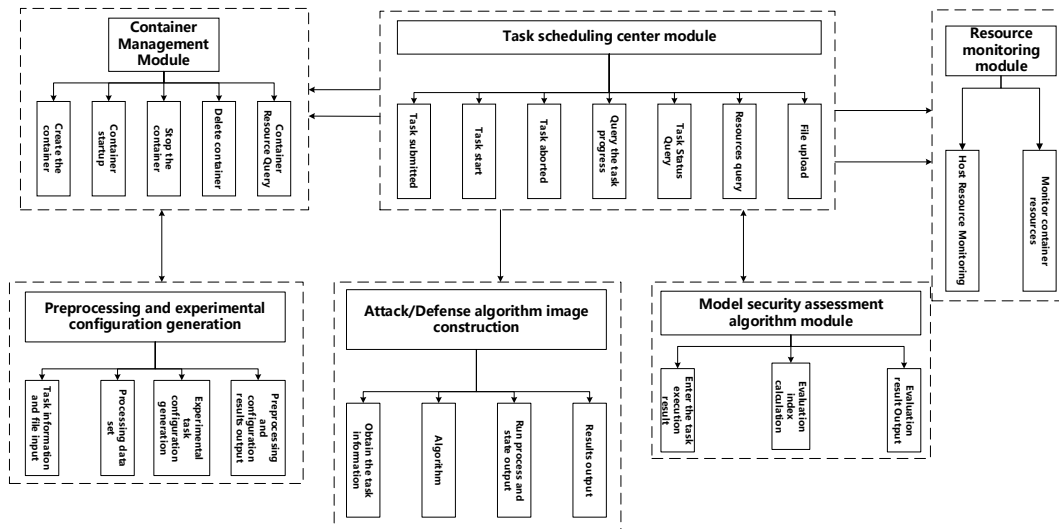 Container
Management
Module
Create the
container
Container
startup
Stop the
container
Delete container
Container
Resource Query
Task scheduling center module
Task submitted
Task start
Task aborted
Query the task
progress
Task Status
Query
Resources query
File upload
Resource
monitoring
module
Host Resource Monitoring
Monitor container
resources
Preprocessing and experimental
configuration generation
Task information
and file input
Processing data
set
Experimental
task
configuration
generation
Preprocessing
and
configuration
results output
Attack/Defense algorithm image
construction
Obtain the task
information
Algorithm
Run process and
state output
Results output
Model security assessment
algorithm module
Enter the task
execution
result
Evaluation
index
calculation
Evaluation
result Output